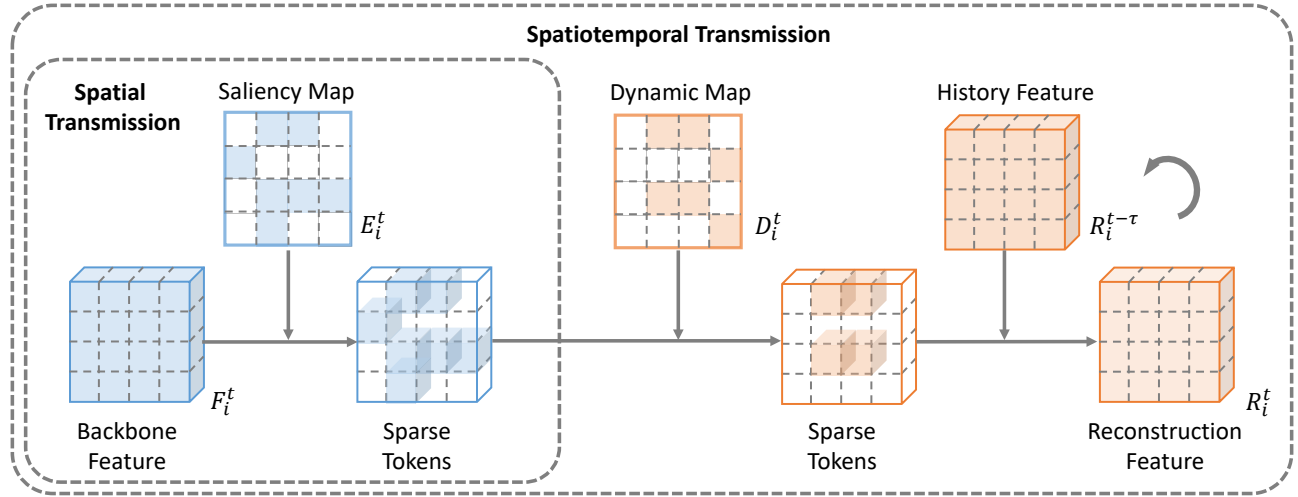 Spatiotemporal Transmission
Spatial
Transmission
Saliency Map
Dynamic Map
History Feature
$E_i^t$
$D_i^t$
$R_i^{t-\tau}$
$F_i^t$
$R_i^t$
Backbone
Feature
Sparse
Tokens
Sparse
Tokens
Reconstruction
Feature